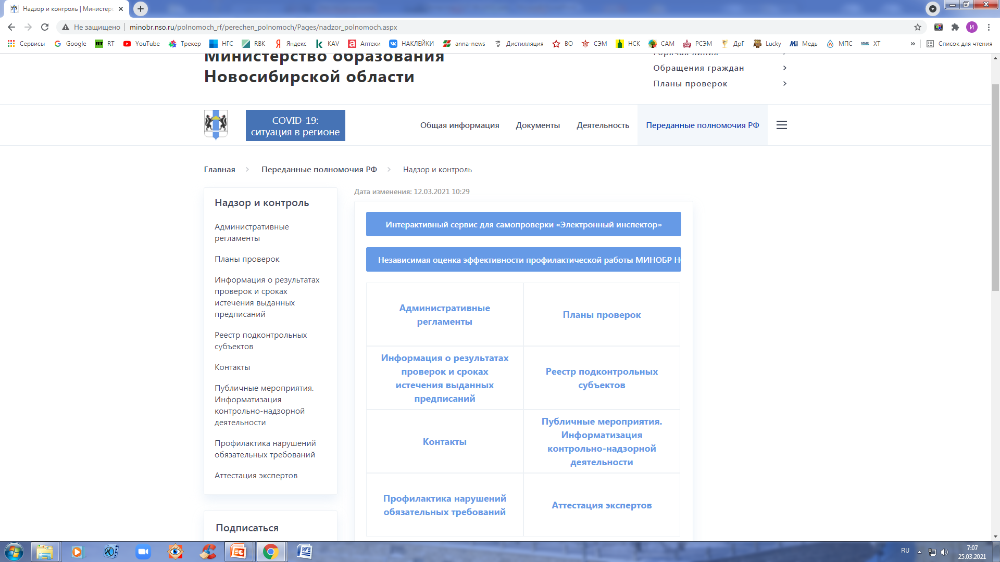 Надзор и контроль | Министерс
Не защищено
minobr.nso.ru/polnomoch_rf/perechen_polnomoch/Pages/nadzor_polnomoch.aspx
И
Сервисы Google RT YouTube Трекер НГС RBK Яндекс KAV Аптеки НАКЛЕЙКИ anna-news Дистилляция ВО СЭМ НСК САМ РСЭМ ДрГ Lucky Медь МПС ХТ » Список для чтения
Министерство образования
Новосибирской области
Горячая линия
Обращения граждан
Планы проверок
COVID-19:
ситуация в регионе
Общая информация Документы Деятельность Переданные полномочия РФ
Главная Переданные полномочия РФ Надзор и контроль
Надзор и контроль
Административные
регламенты
Планы проверок
Информация о результатах
проверок и сроках
истечения выданных
предписаний
Реестр подконтрольных
субъектов
Контакты
Публичные мероприятия.
Информатизация
контрольно-надзорной
деятельности
Профилактика нарушений
обязательных требований
Аттестация экспертов
Подписаться
Дата изменения: 12.03.2021 10:29
Интерактивный сервис для самопроверки «Электронный инспектор»
Независимая оценка эффективности профилактической работы МИНОБР Н
Административные
регламенты
Планы проверок
Информация о результатах
проверок и сроках
истечения выданных
предписаний
Реестр подконтрольных
субъектов
Контакты
Публичные мероприятия.
Информатизация
контрольно-надзорной
деятельности
Профилактика нарушений
обязательных требований
Аттестация экспертов
RU
7:07
25.03.2021